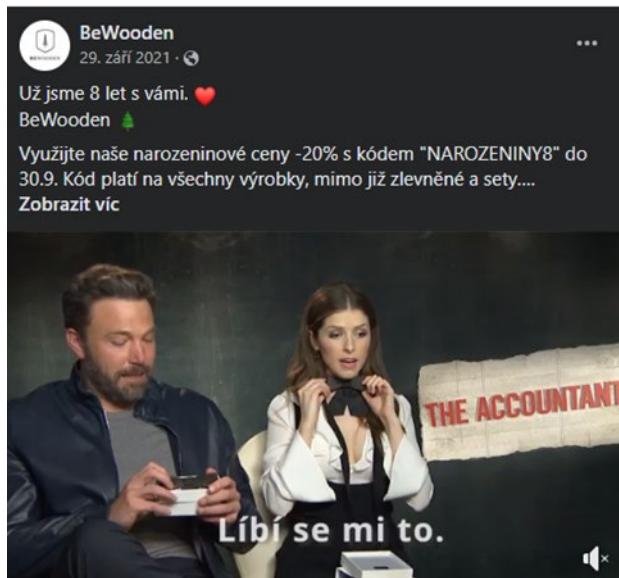 BeWooden
29. září 2021 ·
Už jsme 8 let s vámi.
BeWooden
Využijte naše narozeninové ceny -20% s kódem "NAROZENINY8" do
30.9. Kód platí na všechny výrobky, mimo již zlevněné a sety....
Zobrazit víc
THE ACCOUNTANT
Líbí se mi to.